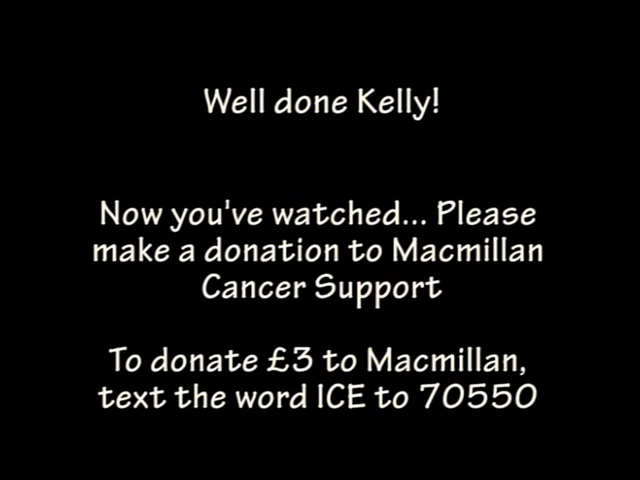 Well done Kelly!
Now you've watched... Please
make a donation to Macmillan
Cancer Support
To donate £3 to Macmillan,
text the word ICE to 70550